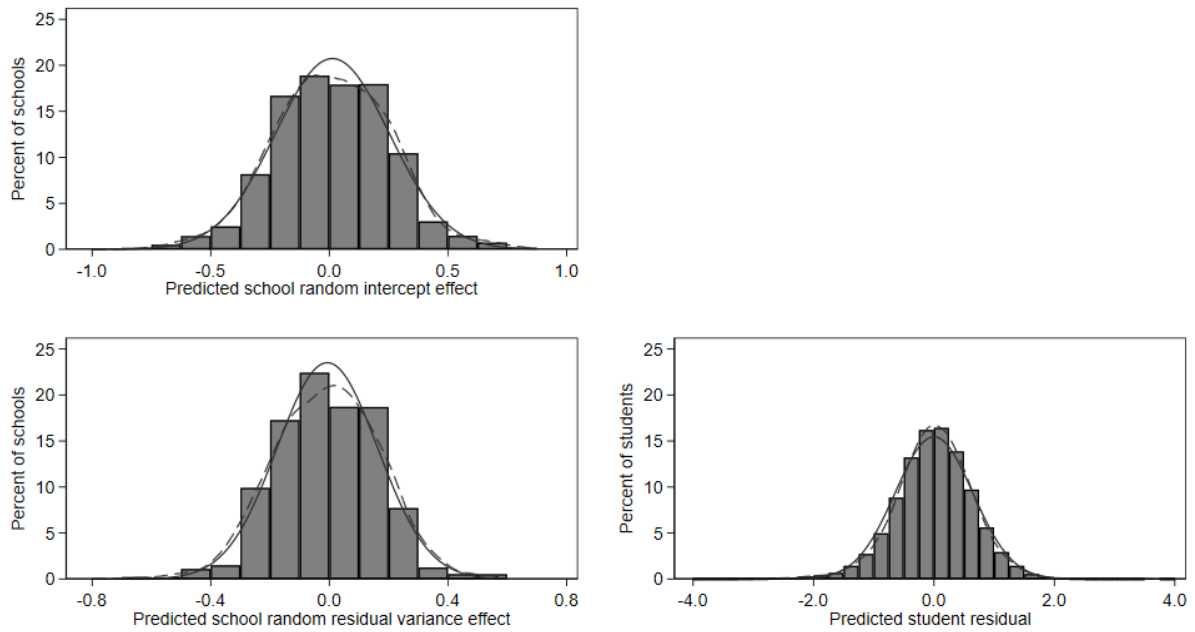 25
20
15
10
5
0
Percent of schools
-1.0 -0.5 0.0 0.5 1.0
Predicted school random intercept effect
25
20
15
10
5
0
Percent of schools
-0.8 -0.4 0.0 0.4 0.8
Predicted school random residual variance effect
25
20
15
10
5
0
Percent of students
-4.0 -2.0 0.0 2.0 4.0
Predicted student residual